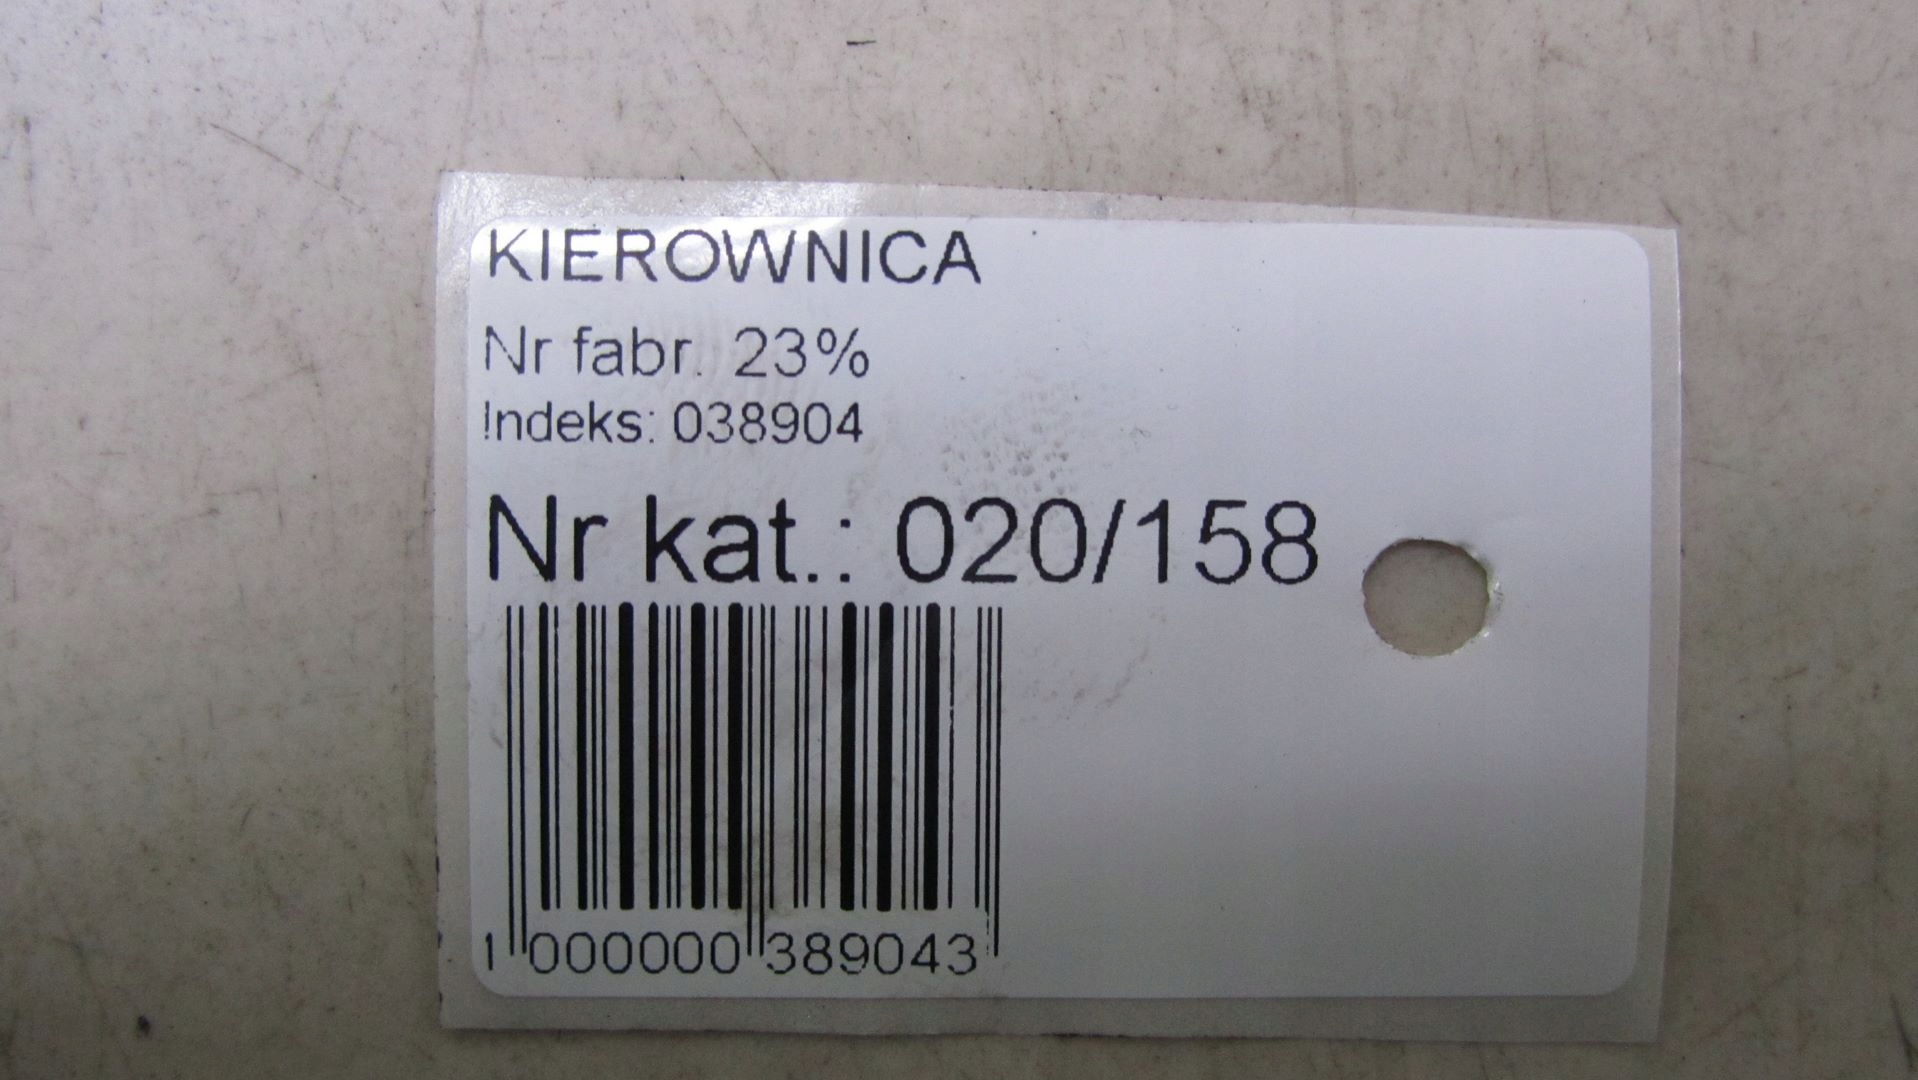 KIEROWNICA
Nr fabr. 23%
Indeks: 038904
Nr kat.: 020/158
1 000000 389043